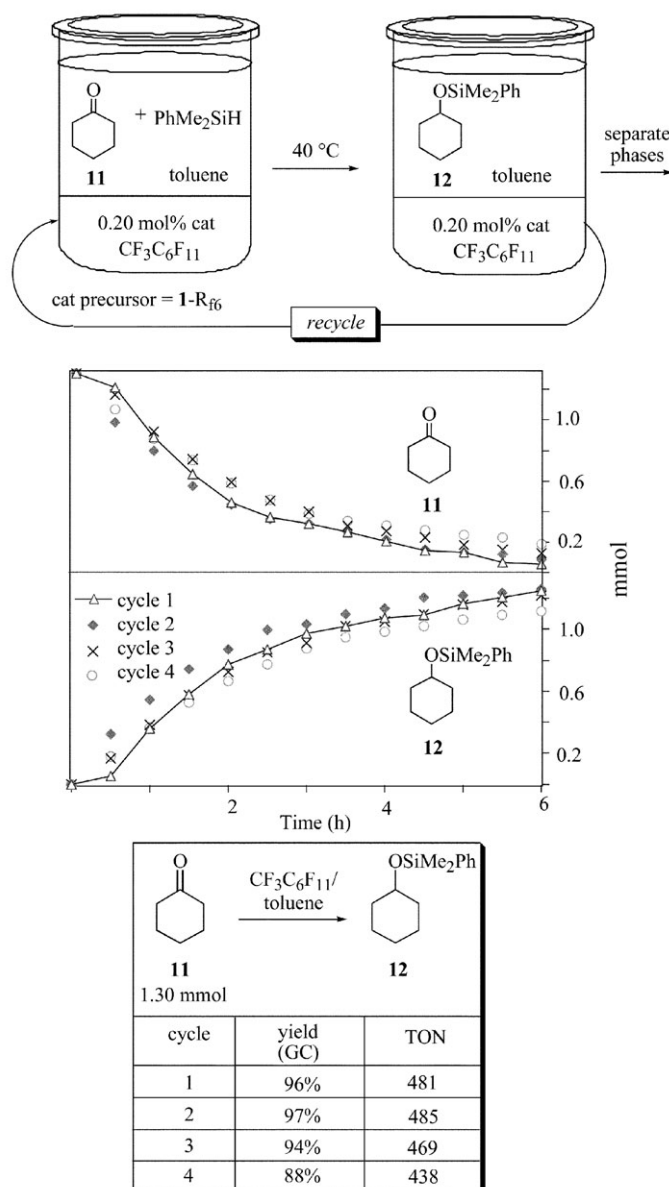 O
+ PhMe2SiH
11 toluene
0.20 mol% cat
CF3C6F11
cat precursor = 1-Rf6
40 °C
OSiMe2Ph
12 toluene
0.20 mol% cat
CF3C6F11
separate
phases
recycle
O
11
1.0
0.6
0.2
mmol
cycle 1
cycle 2
cycle 3
cycle 4
OSiMe2Ph
12
1.0
0.6
0.2
0 2 4 6
Time (h)
O
11
1.30 mmol
CF3C6F11/
toluene
OSiMe2Ph
12
cycle yield TON
(GC)
1 96% 481
2 97% 485
3 94% 469
4 88% 438